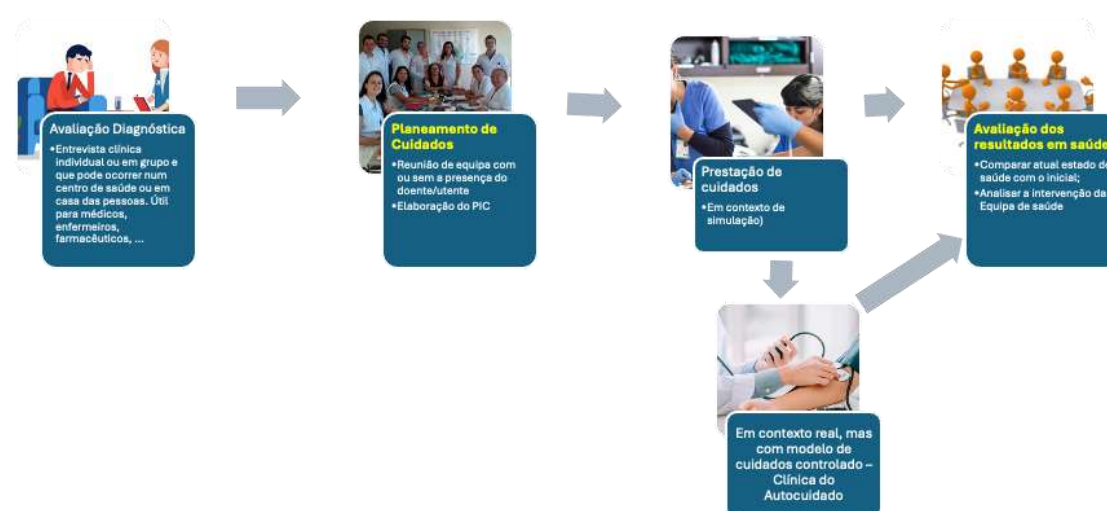 Avaliação Diagnóstica
•Entrevista clínica
individual ou em grupo e
que pode ocorrer num
centro de saúde ou em
casa das pessoas. Útil
para médicos,
enfermeiros,
farmacêuticos, ...
Planeamento de
Cuidados
•Reunião de equipa com
ou sem a presença do
doente/utente
•Elaboração do PIC
Prestação de
cuidados
•Em contexto de
simulação)
Em contexto real, mas
com modelo de
cuidados controlado –
Clínica do
Autocuidado
Avaliação dos
resultados em saúde
•Comparar atual estado de
saúde com o inicial;
•Analisar a intervenção da
Equipa de saúde